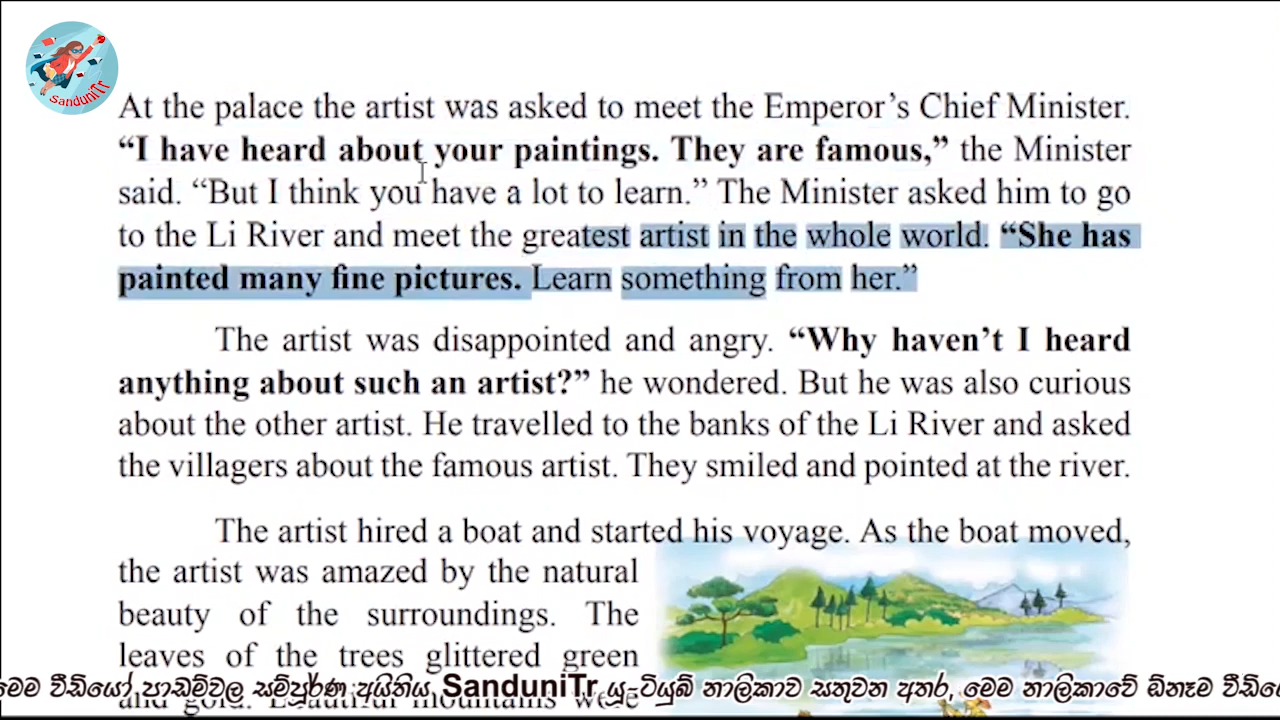 SanduniTr
At the palace the artist was asked to meet the Emperor’s Chief Minister.
“I have heard about your paintings. They are famous,” the Minister
said. “But I think you have a lot to learn.” The Minister asked him to go
to the Li River and meet the greatest artist in the whole world. “She has
painted many fine pictures. Learn something from her.”
The artist was disappointed and angry. “Why haven’t I heard
anything about such an artist?” he wondered. But he was also curious
about the other artist. He travelled to the banks of the Li River and asked
the villagers about the famous artist. They smiled and pointed at the river.
The artist hired a boat and started his voyage. As the boat moved,
the artist was amazed by the natural
beauty of the surroundings. The
leaves of the trees glittered green
and gold. Beautiful mountains were
මෙම වීඩියෝ පාඩම්වල සම්පූර්ණ අයිතිය SanduniTr යූ-ටියුබ් නාලිකාව සතුවන අතර, මෙම නාලිකාවේ ඕනෑම